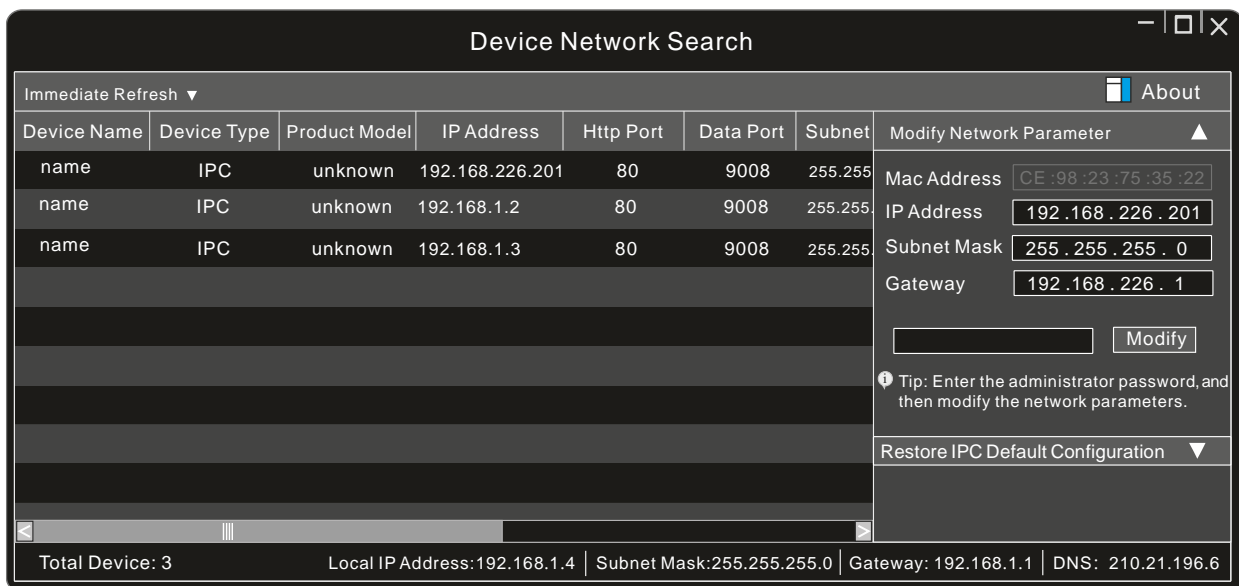 Device Network Search
Immediate Refresh ▼
About
Device Name Device Type Product Model IP Address Http Port Data Port Subnet
name IPC unknown 192.168.226.201 80 9008 255.255
name IPC unknown 192.168.1.2 80 9008 255.255.
name IPC unknown 192.168.1.3 80 9008 255.255.
Modify Network Parameter ▲
Mac Address CE :98 :23 :75 :35 :22
IP Address 192 .168 . 226 . 201
Subnet Mask 255 . 255 . 255 . 0
Gateway 192 .168 . 226 . 1
Modify
Tip: Enter the administrator password, and
then modify the network parameters.
Restore IPC Default Configuration ▼
Total Device: 3 Local IP Address:192.168.1.4 Subnet Mask:255.255.255.0 Gateway: 192.168.1.1 DNS: 210.21.196.6